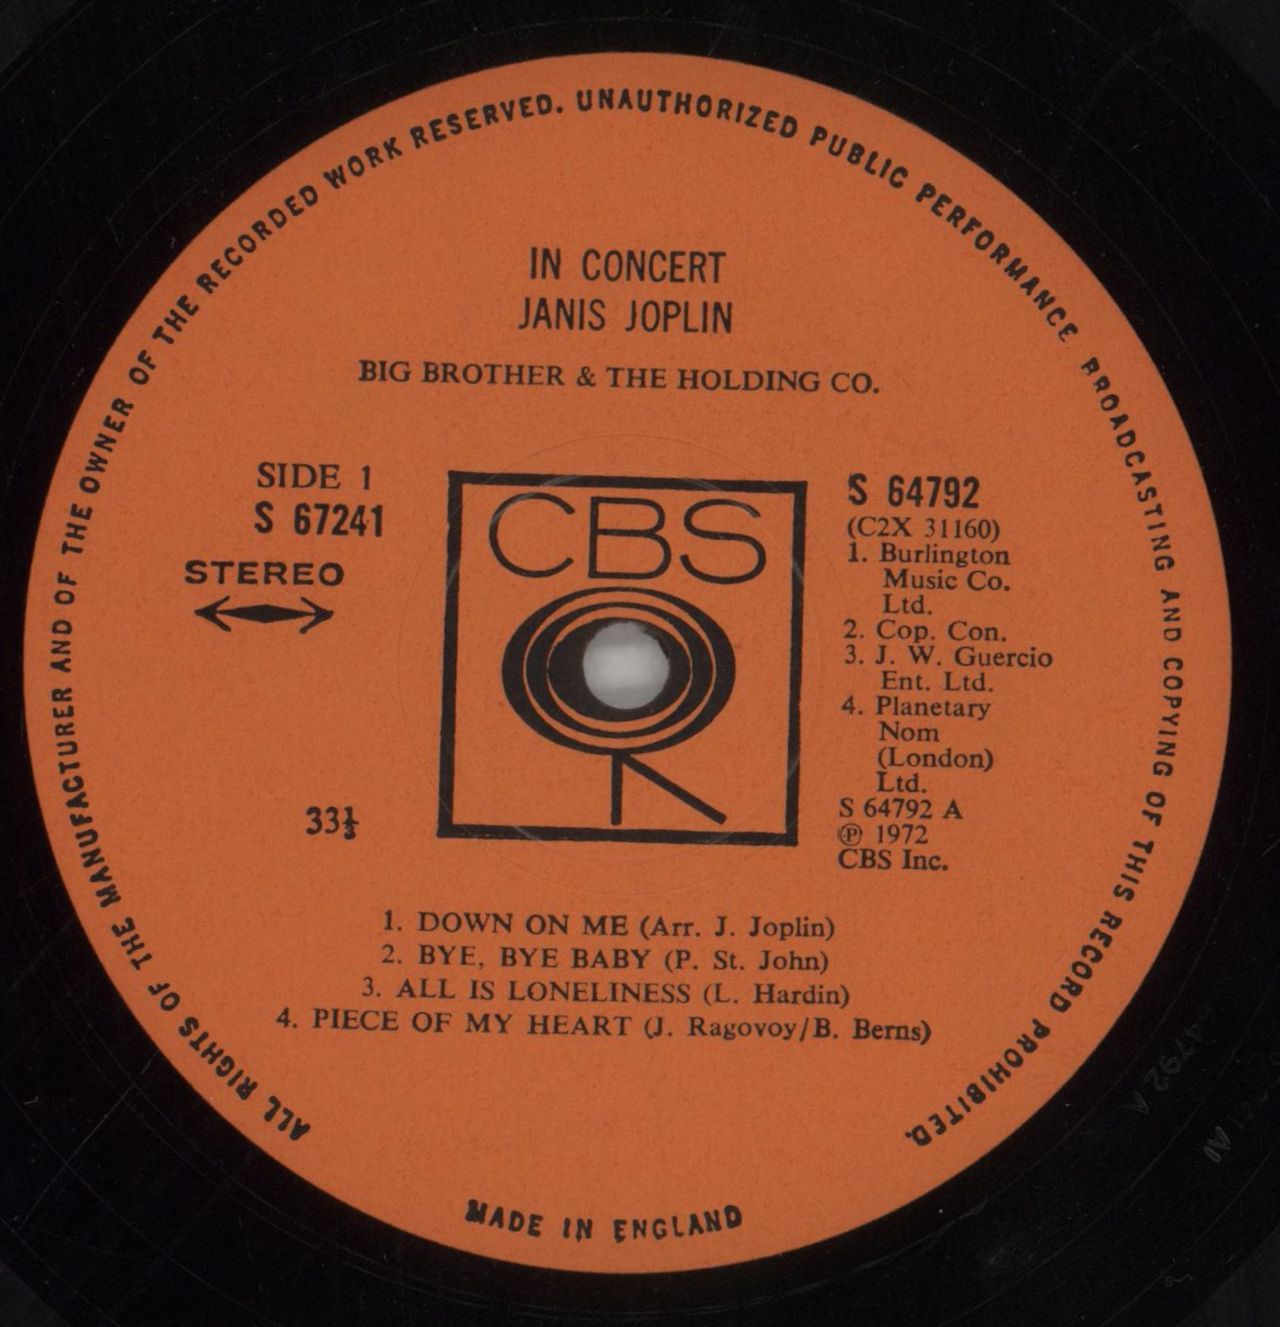 ALL RIGHTS OF THE MANUFACTURER AND OF THE OWNER OF THE RECORDED WORK RESERVED. UNAUTHORIZED PUBLIC PERFORMANCE BROADCASTING AND COPYING OF THIS RECORD PROHIBITED.
IN CONCERT
JANIS JOPLIN
BIG BROTHER & THE HOLDING CO.
SIDE 1
S 67241
STEREO
33⅓
CBS
S 64792
(C2X 31160)
1. Burlington
Music Co.
Ltd.
2. Cop. Con.
3. J. W. Guercio
Ent. Ltd.
4. Planetary
Nom
(London)
Ltd.
S 64792 A
℗ 1972
CBS Inc.
1. DOWN ON ME (Arr. J. Joplin)
2. BYE, BYE BABY (P. St. John)
3. ALL IS LONELINESS (L. Hardin)
4. PIECE OF MY HEART (J. Ragovoy/B. Berns)
MADE IN ENGLAND